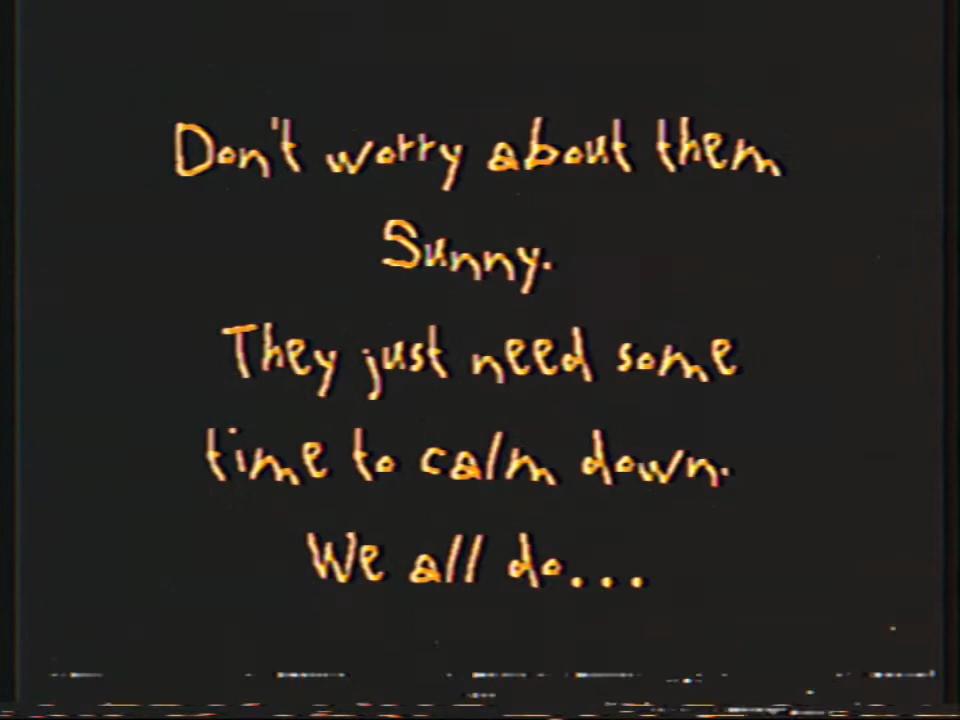 Don't worry about them
Sunny.
They just need some
time to calm down.
We all do...